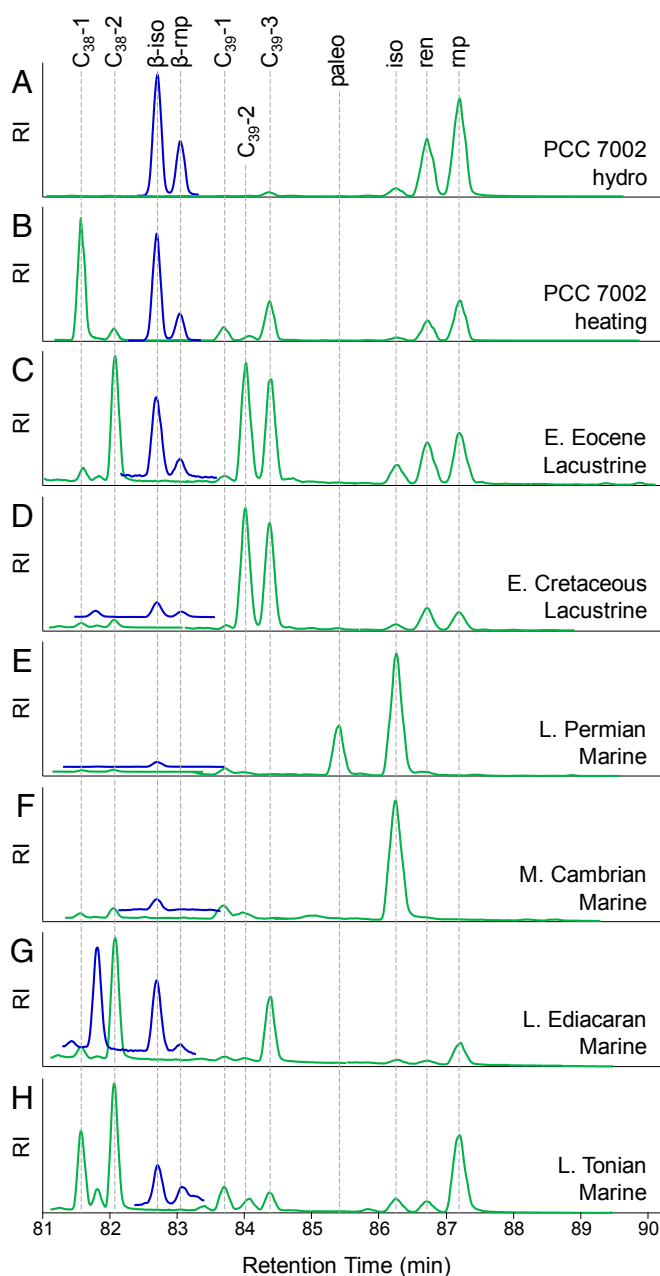 C₃₈-1
C₃₈-2
β-iso
β-rnp
C₃₉-1
C₃₉-2
C₃₉-3
paleo
iso
ren
rnp
A
RI
PCC 7002
hydro
B
RI
PCC 7002
heating
C
RI
E. Eocene
Lacustrine
D
RI
E. Cretaceous
Lacustrine
E
RI
L. Permian
Marine
F
RI
M. Cambrian
Marine
G
RI
L. Ediacaran
Marine
H
RI
L. Tonian
Marine
81 82 83 84 85 86 87 88 89 90
Retention Time (min)